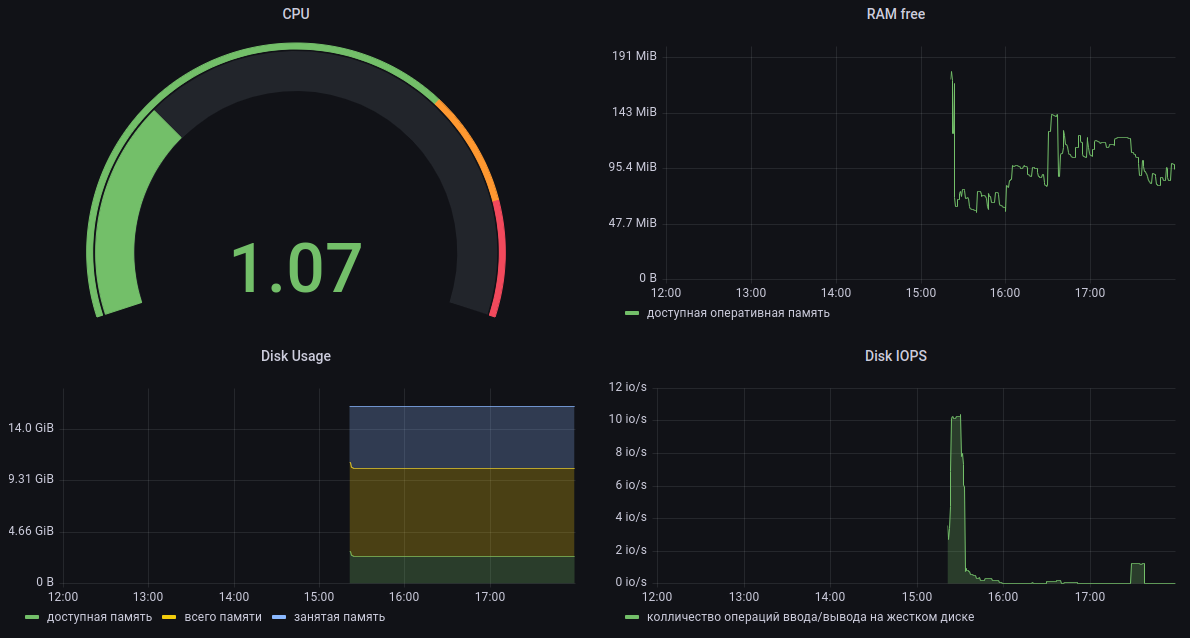 CPU
1.07
RAM free
191 MiB
143 MiB
95.4 MiB
47.7 MiB
0 B
12:00 13:00 14:00 15:00 16:00 17:00
доступная оперативная память
Disk Usage
14.0 GiB
9.31 GiB
4.66 GiB
0 B
12:00 13:00 14:00 15:00 16:00 17:00
доступная память всего памяти занятая память
Disk IOPS
12 io/s
10 io/s
8 io/s
6 io/s
4 io/s
2 io/s
0 io/s
12:00 13:00 14:00 15:00 16:00 17:00
колличество операций ввода/вывода на жестком диске